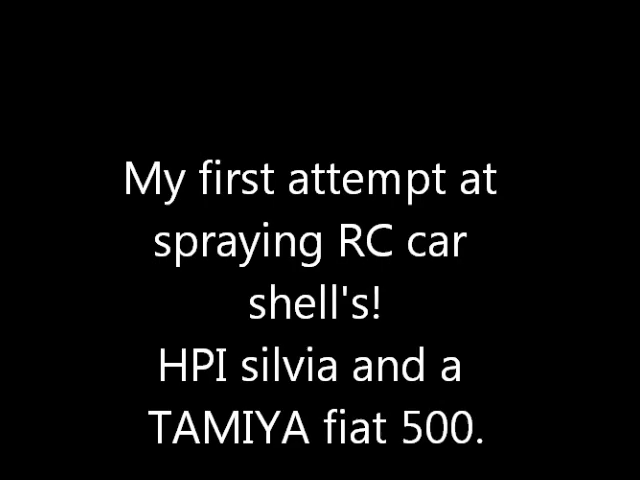 My first attempt at
spraying RC car
shell's!
HPI silvia and a
TAMIYA fiat 500.